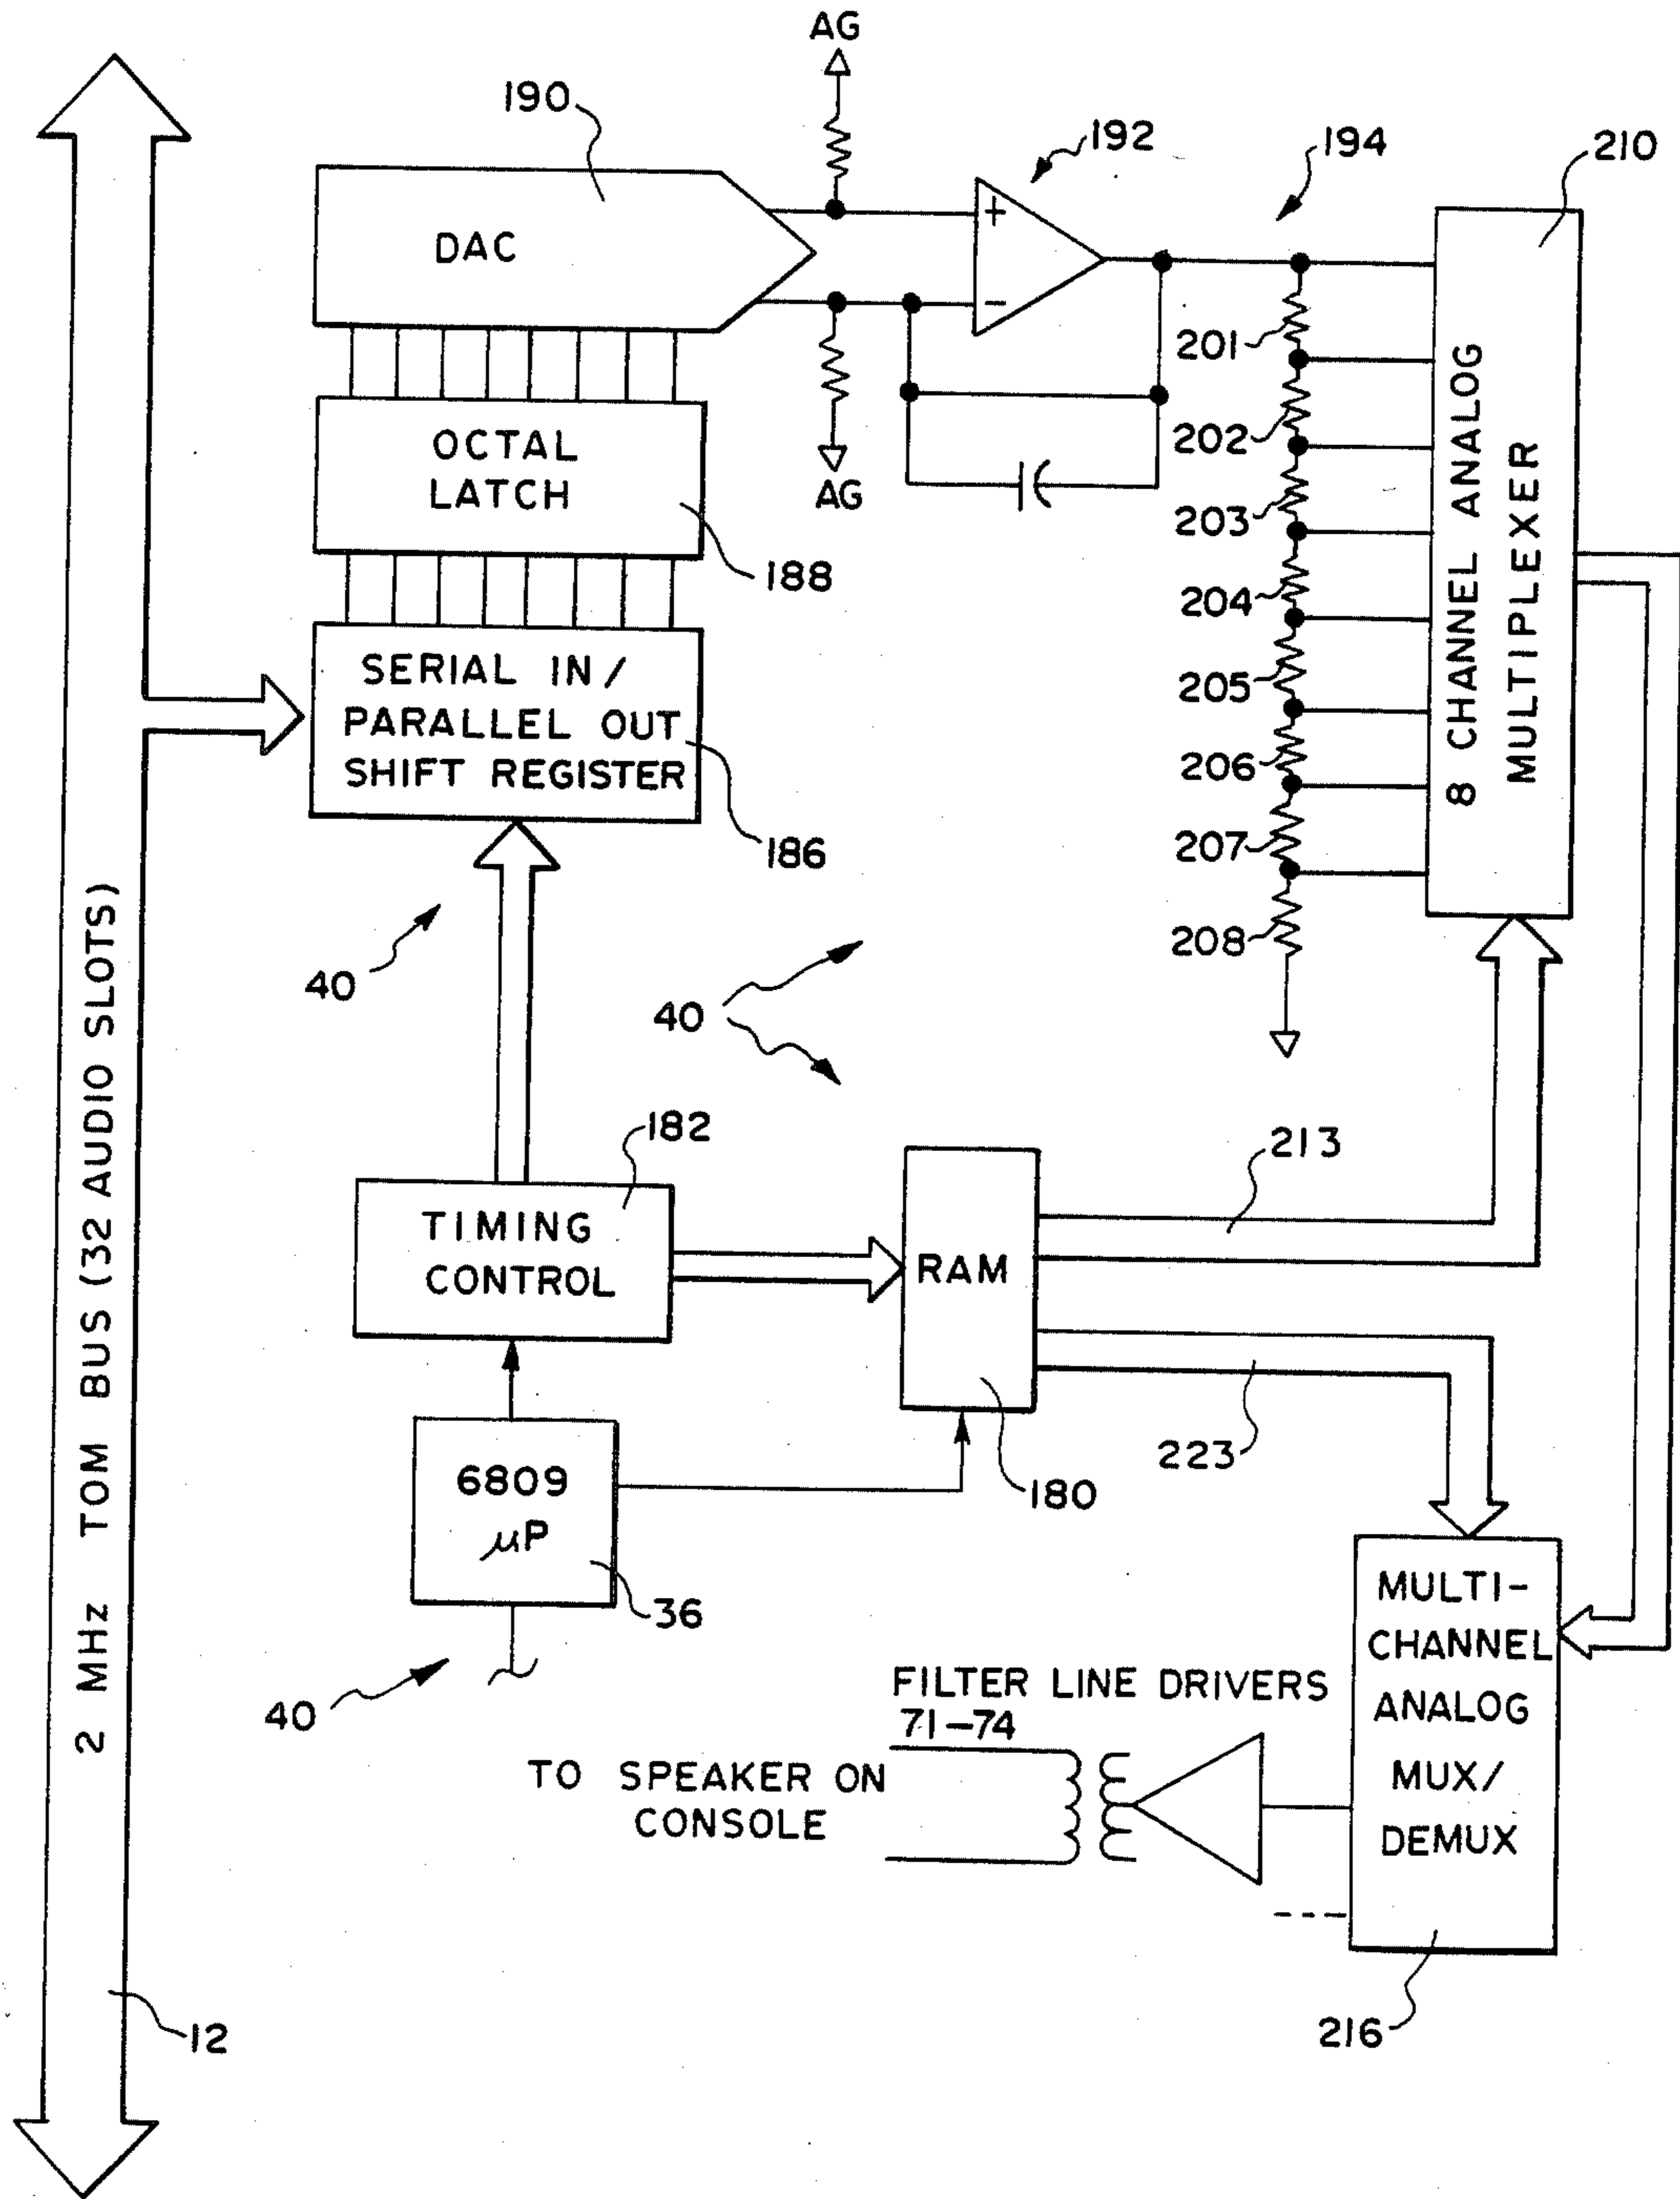 AG
190
192
194
210
DAC
+
−
201
OCTAL
LATCH
202
AG
203
188
204
8 CHANNEL ANALOG
MULTIPLEXER
SERIAL IN /
PARALLEL OUT
SHIFT REGISTER
205
206
186
207
208
40
40
2 MHz TOM BUS (32 AUDIO SLOTS)
182
213
TIMING
CONTROL
RAM
223
6809
µP
180
36
40
MULTI-
CHANNEL
ANALOG
MUX/
DEMUX
FILTER LINE DRIVERS
71-74
TO SPEAKER ON
CONSOLE
12
216